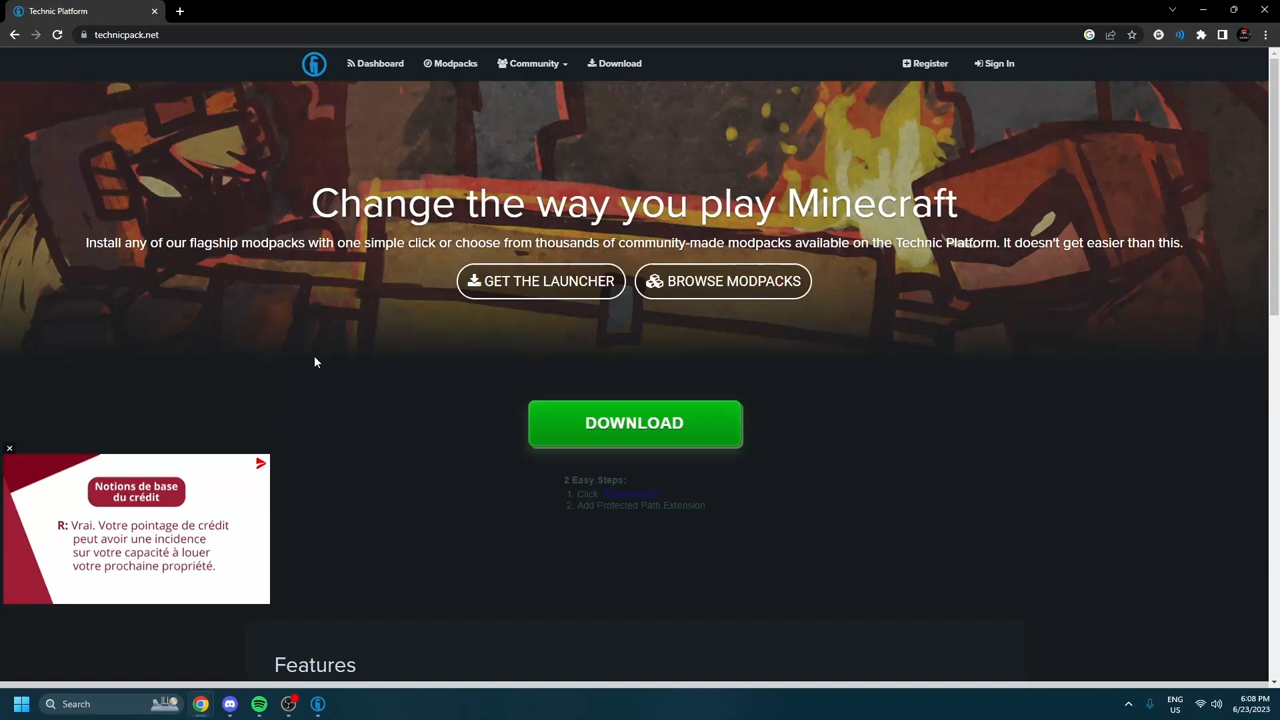 Technic Platform
technicpack.net
Dashboard Modpacks Community Download Register Sign In
Change the way you play Minecraft
Install any of our flagship modpacks with one simple click or choose from thousands of community-made modpacks available on the Technic Platform. It doesn't get easier than this.
GET THE LAUNCHER BROWSE MODPACKS
DOWNLOAD
2 Easy Steps:
1. Click
2. Add Protected Path Extension
Notions de base
du crédit
R: Vrai. Votre pointage de crédit
peut avoir une incidence
sur votre capacité à louer
votre prochaine propriété.
Features
Search
ENG
US
6:08 PM
6/23/2023